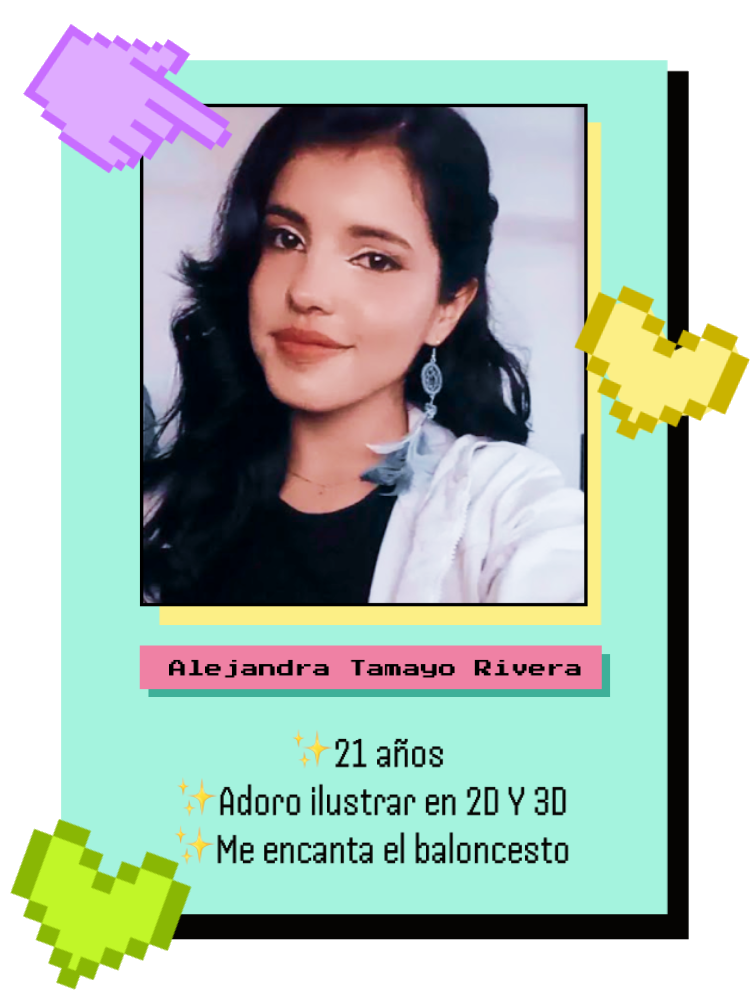 Alejandra Tamayo Rivera
✨21 años
✨Adoro ilustrar en 2D Y 3D
✨Me encanta el baloncesto